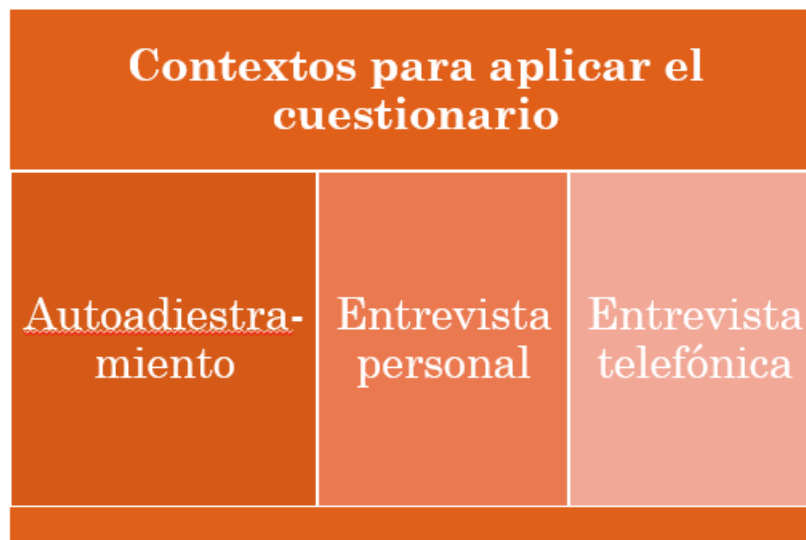 Contextos para aplicar el
cuestionario
Autoadiestra-
miento
Entrevista
personal
Entrevista
telefónica